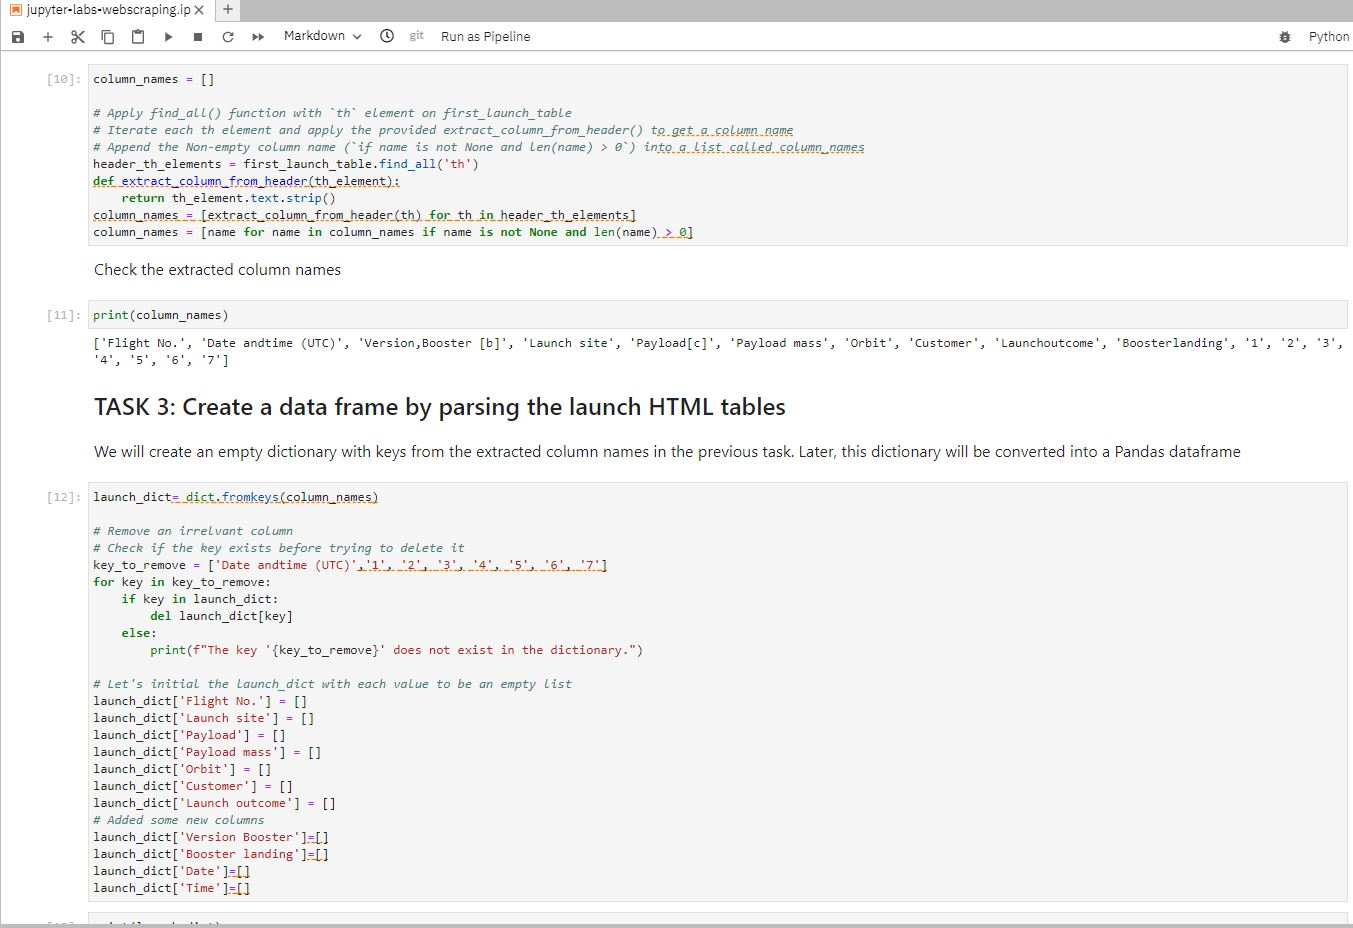 jupyter-labs-webscraping.ip
Markdown git Run as Pipeline Python
[10]: column_names = []
# Apply find_all() function with `th` element on first_launch_table
# Iterate each th element and apply the provided extract_column_from_header() to get a column name
# Append the Non-empty column name (`if name is not None and len(name) > 0`) into a list called column_names
header_th_elements = first_launch_table.find_all('th')
def extract_column_from_header(th_element):
    return th_element.text.strip()
column_names = [extract_column_from_header(th) for th in header_th_elements]
column_names = [name for name in column_names if name is not None and len(name) > 0]
Check the extracted column names
[11]: print(column_names)
['Flight No.', 'Date andtime (UTC)', 'Version,Booster [b]', 'Launch site', 'Payload[c]', 'Payload mass', 'Orbit', 'Customer', 'Launchoutcome', 'Boosterlanding', '1', '2', '3',
'4', '5', '6', '7']
TASK 3: Create a data frame by parsing the launch HTML tables
We will create an empty dictionary with keys from the extracted column names in the previous task. Later, this dictionary will be converted into a Pandas dataframe
[12]: launch_dict= dict.fromkeys(column_names)
# Remove an irrelvant column
# Check if the key exists before trying to delete it
key_to_remove = ['Date andtime (UTC)','1', '2', '3', '4', '5', '6', '7']
for key in key_to_remove:
    if key in launch_dict:
        del launch_dict[key]
    else:
        print(f"The key '{key_to_remove}' does not exist in the dictionary.")
# Let's initial the launch_dict with each value to be an empty list
launch_dict['Flight No.'] = []
launch_dict['Launch site'] = []
launch_dict['Payload'] = []
launch_dict['Payload mass'] = []
launch_dict['Orbit'] = []
launch_dict['Customer'] = []
launch_dict['Launch outcome'] = []
# Added some new columns
launch_dict['Version Booster']=[]
launch_dict['Booster landing']=[]
launch_dict['Date']=[]
launch_dict['Time']=[]